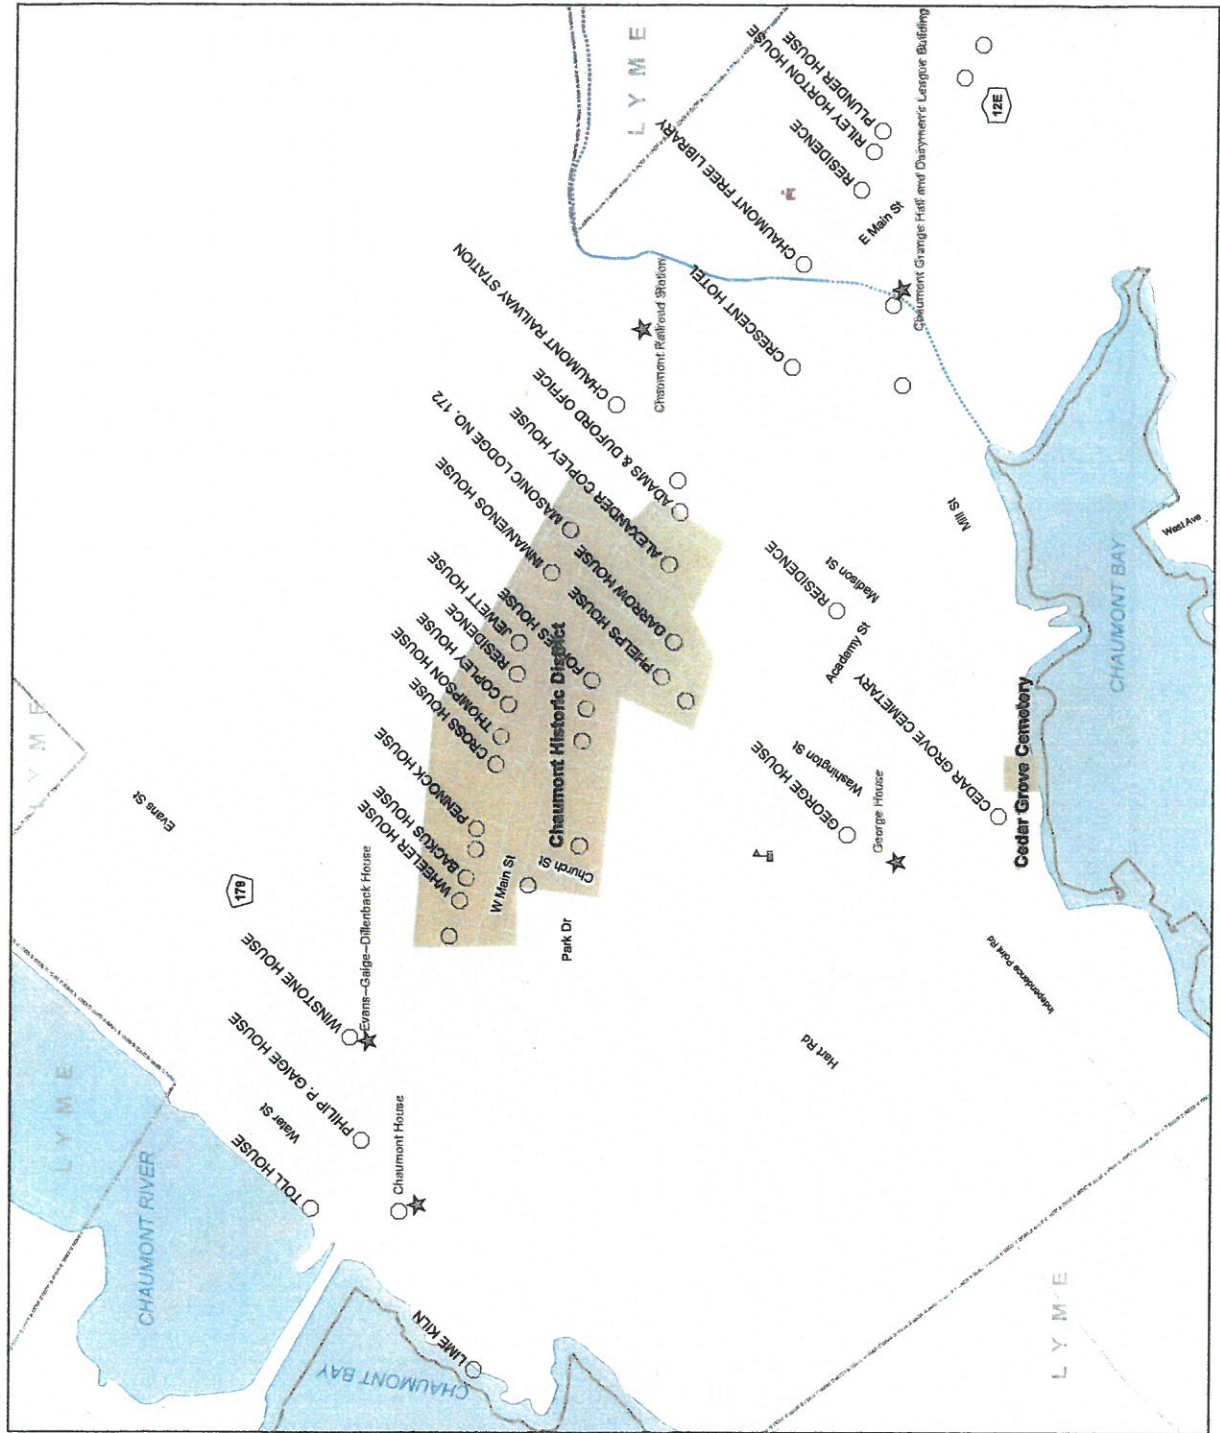 LYME
LYME
LYME
LYME
PLUNDER HOUSE
RILEY HORTON HOUSE
RESIDENCE
CHAUMONT FREE LIBRARY
E Main St
12E
Chaumont Grange Hall and Dairymen's League Building
CRESCENT HOTEL
CHAUMONT RAILWAY STATION
Chaumont Railroad Station
ADAMS & DUFORD OFFICE
ALEXANDER COPLEY HOUSE
MASONIC LODGE NO. 172
INMAN/ENOS HOUSE
DARROW HOUSE
PHELPS HOUSE
JEWETT HOUSE
RESIDENCE
COPLEY HOUSE
THOMPSON HOUSE
CROSS HOUSE
Chaumont Historic District
PENNOCK HOUSE
BACKUS HOUSE
WHEELER HOUSE
W Main St
Church St
Park Dr
Evans St
179
WINSTONE HOUSE
Evans-Gaige-Dillenback House
PHILIP P. GAIGE HOUSE
Water St
TOLL HOUSE
Chaumont House
CHAUMONT RIVER
LIME KILN
CHAUMONT BAY
RESIDENCE
Madison St
Academy St
Mill St
West Ave
CHAUMONT BAY
CEDAR GROVE CEMETARY
Cedar Grove Cemetery
GEORGE HOUSE
Washington St
George House
Independence Point Rd
Hart Rd